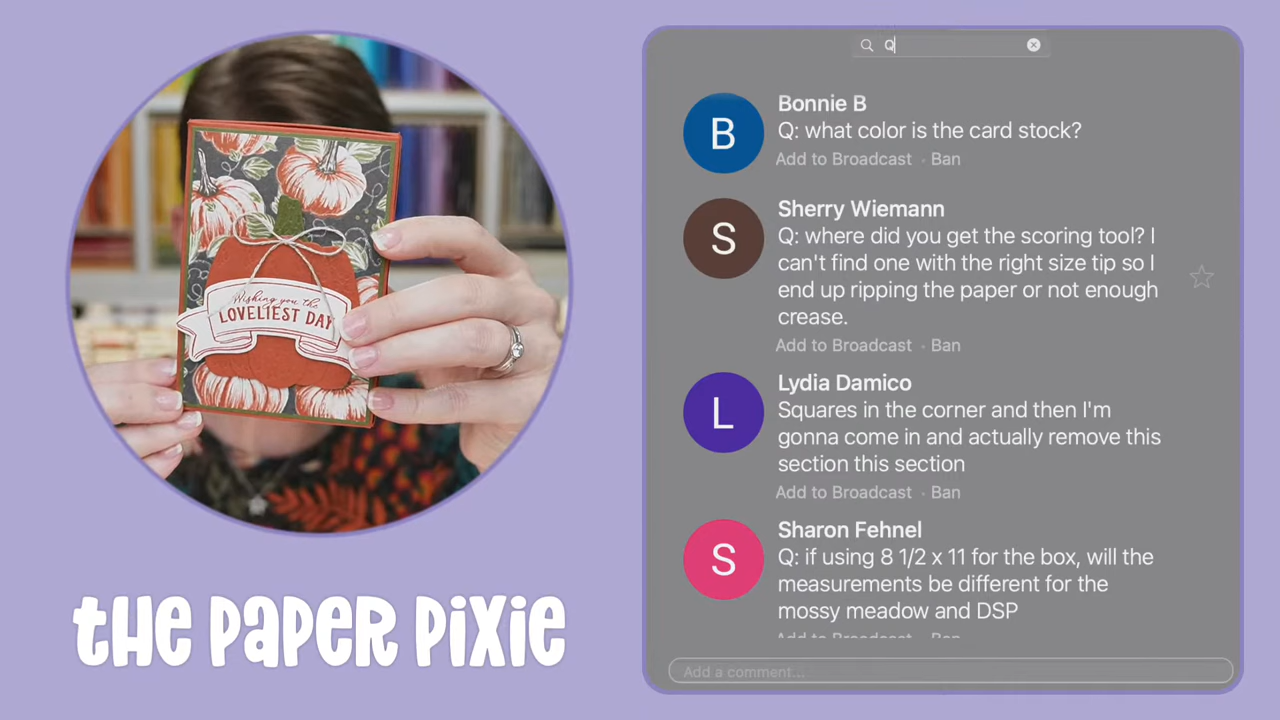 Wishing you the
LOVELIEST DAY
the paper pixie
Q
B
Bonnie B
Q: what color is the card stock?
Add to Broadcast · Ban
S
Sherry Wiemann
Q: where did you get the scoring tool? I
can't find one with the right size tip so I
end up ripping the paper or not enough
crease.
Add to Broadcast · Ban
L
Lydia Damico
Squares in the corner and then I'm
gonna come in and actually remove this
section this section
Add to Broadcast · Ban
S
Sharon Fehnel
Q: if using 8 1/2 x 11 for the box, will the
measurements be different for the
mossy meadow and DSP
Add to Broadcast · Ban
Add a comment...